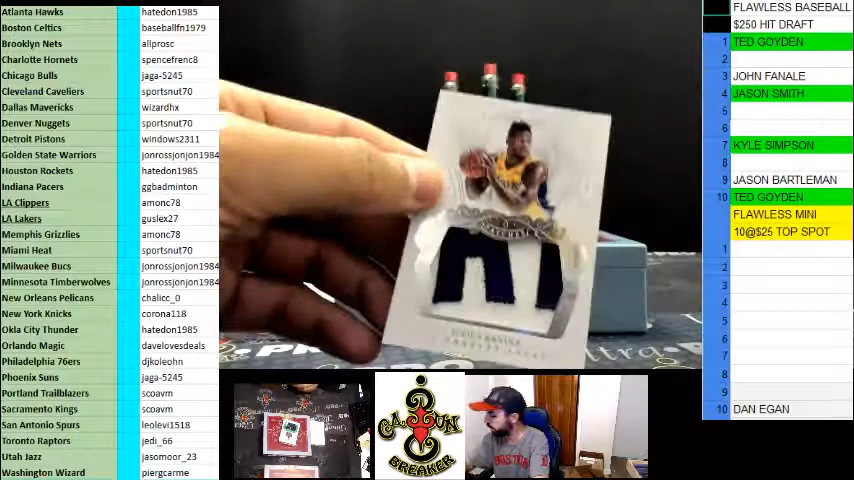 Atlanta Hawks hatedon1985
Boston Celtics baseballfn1979
Brooklyn Nets allprosc
Charlotte Hornets spencefrenc8
Chicago Bulls jaga-5245
Cleveland Caveliers sportsnut70
Dallas Mavericks wizardhx
Denver Nuggets sportsnut70
Detroit Pistons windows2311
Golden State Warriors jonrossjonjon1984
Houston Rockets hatedon1985
Indiana Pacers ggbadminton
LA Clippers amonc78
LA Lakers guslex27
Memphis Grizzlies amonc78
Miami Heat sportsnut70
Milwaukee Bucs jonrossjonjon1984
Minnesota Timberwolves jonrossjonjon1984
New Orleans Pelicans chalicc_0
New York Knicks corona118
Okla City Thunder hatedon1985
Orlando Magic davelovesdeals
Philadelphia 76ers djkoleohn
Phoenix Suns jaga-5245
Portland Trailblazers scoavm
Sacramento Kings scoavm
San Antonio Spurs leolevi1518
Toronto Raptors jedi_66
Utah Jazz jasomoor_23
Washington Wizard piergcarme
FLAWLESS BASEBALL
$250 HIT DRAFT
1 TED GOYDEN
2
3 JOHN FANALE
4 JASON SMITH
5
6
7 KYLE SIMPSON
8
9 JASON BARTLEMAN
10 TED GOYDEN
FLAWLESS MINI
10@$25 TOP SPOT
1
2
3
4
5
6
7
8
9
10 DAN EGAN
CAJUN
BREAKER
BOSTON